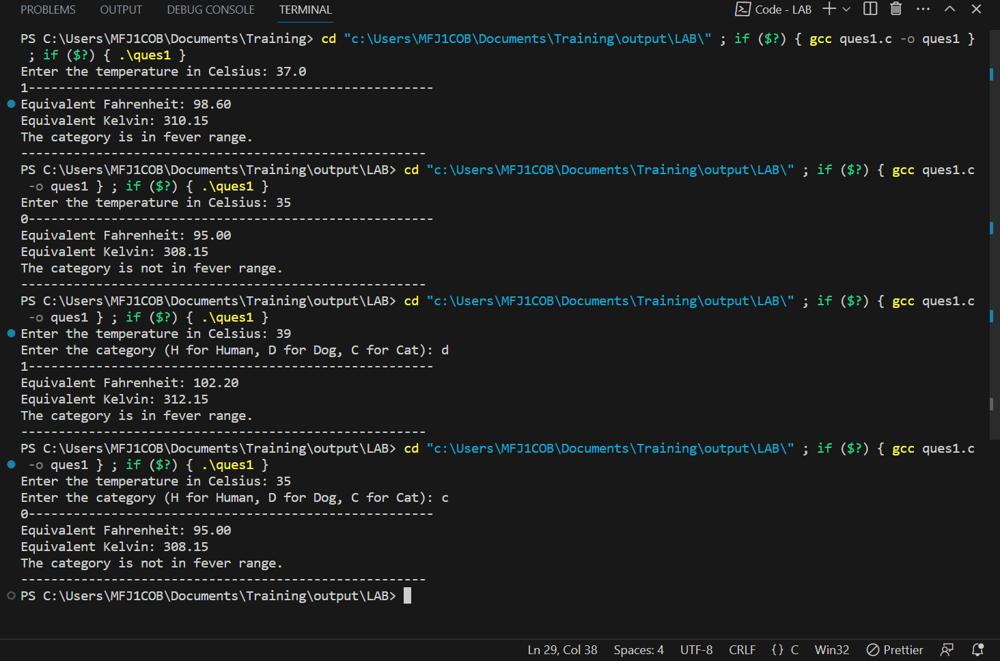 PROBLEMS OUTPUT DEBUG CONSOLE TERMINAL Code - LAB
PS C:\Users\MFJ1COB\Documents\Training> cd "c:\Users\MFJ1COB\Documents\Training\output\LAB\" ; if ($?) { gcc ques1.c -o ques1 }
; if ($?) { .\ques1 }
Enter the temperature in Celsius: 37.0
1------------------------------------------------------
Equivalent Fahrenheit: 98.60
Equivalent Kelvin: 310.15
The category is in fever range.
------------------------------------------------------
PS C:\Users\MFJ1COB\Documents\Training\output\LAB> cd "c:\Users\MFJ1COB\Documents\Training\output\LAB\" ; if ($?) { gcc ques1.c
-o ques1 } ; if ($?) { .\ques1 }
Enter the temperature in Celsius: 35
0------------------------------------------------------
Equivalent Fahrenheit: 95.00
Equivalent Kelvin: 308.15
The category is not in fever range.
------------------------------------------------------
PS C:\Users\MFJ1COB\Documents\Training\output\LAB> cd "c:\Users\MFJ1COB\Documents\Training\output\LAB\" ; if ($?) { gcc ques1.c
-o ques1 } ; if ($?) { .\ques1 }
Enter the temperature in Celsius: 39
Enter the category (H for Human, D for Dog, C for Cat): d
1------------------------------------------------------
Equivalent Fahrenheit: 102.20
Equivalent Kelvin: 312.15
The category is in fever range.
------------------------------------------------------
PS C:\Users\MFJ1COB\Documents\Training\output\LAB> cd "c:\Users\MFJ1COB\Documents\Training\output\LAB\" ; if ($?) { gcc ques1.c
-o ques1 } ; if ($?) { .\ques1 }
Enter the temperature in Celsius: 35
Enter the category (H for Human, D for Dog, C for Cat): c
0------------------------------------------------------
Equivalent Fahrenheit: 95.00
Equivalent Kelvin: 308.15
The category is not in fever range.
------------------------------------------------------
PS C:\Users\MFJ1COB\Documents\Training\output\LAB>
Ln 29, Col 38 Spaces: 4 UTF-8 CRLF {} C Win32 Prettier